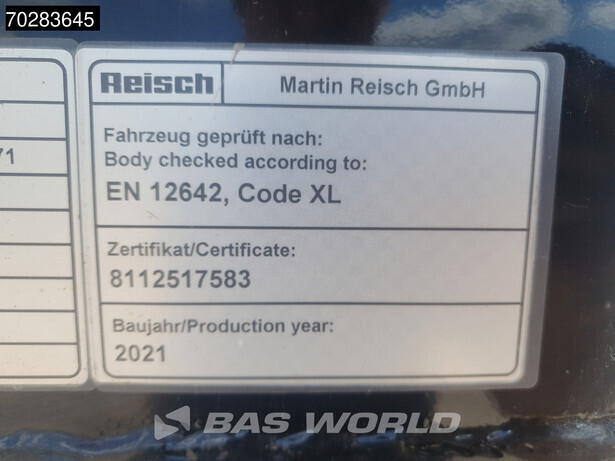 70283645
71
Reisch
Martin Reisch GmbH
Fahrzeug geprüft nach:
Body checked according to:
EN 12642, Code XL
Zertifikat/Certificate:
8112517583
Baujahr/Production year:
2021
BAS WORLD